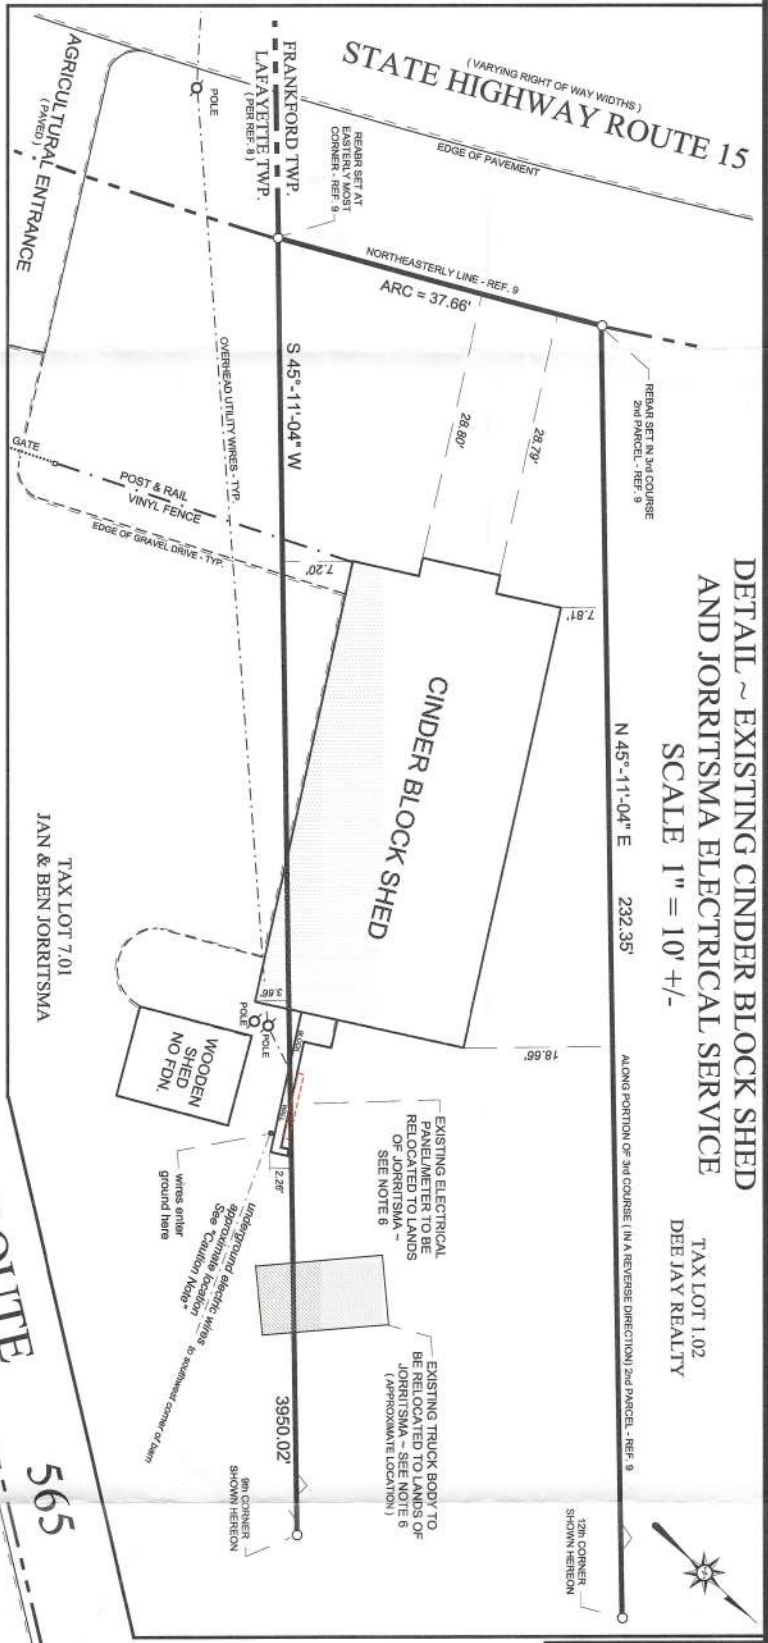 DETAIL ~ EXISTING CINDER BLOCK SHED
AND JORRITSMA ELECTRICAL SERVICE
SCALE 1" = 10' +/-
TAX LOT 1.02
DEE JAY REALTY
(VARYING RIGHT OF WAY WIDTHS)
STATE HIGHWAY ROUTE 15
EDGE OF PAVEMENT
REBAR SET IN 3rd COURSE
2nd PARCEL - REF. 9
N 45°-11'-04" E 232.35'
ALONG PORTION OF 3rd COURSE ( IN A REVERSE DIRECTION) 2nd PARCEL - REF. 9
12th CORNER
SHOWN HEREON
NORTHEASTERLY LINE - REF. 9
ARC = 37.66'
28.79'
28.80'
7.81'
18.66'
CINDER BLOCK SHED
REABR SET AT
EASTERLY MOST
CORNER - REF. 9
FRANKFORD TWP.
LAFAYETTE TWP.
( PER REF. 8 )
S 45°-11'-04" W
7.20'
3.66'
EXISTING ELECTRICAL
PANEL/METER TO BE
RELOCATED TO LANDS
OF JORRITSMA ~
SEE NOTE 6
EXISTING TRUCK BODY TO
BE RELOCATED TO LANDS OF
JORRITSMA ~ SEE NOTE 6
( APPROXIMATE LOCATION )
2.26'
3950.02'
9th CORNER
SHOWN HEREON
POLE
OVERHEAD UTILITY WIRES - TYP.
POST & RAIL
VINYL FENCE
EDGE OF GRAVEL DRIVE - TYP.
GATE
AGRICULTURAL ENTRANCE
( PAVED )
POLE
POLE
WOODEN
SHED
NO FDN.
wires enter
ground here
underground electric wires to southwest corner of barn
approximate location
See "Caution Note"
TAX LOT 7.01
JAN & BEN JORRITSMA
OUTE 565